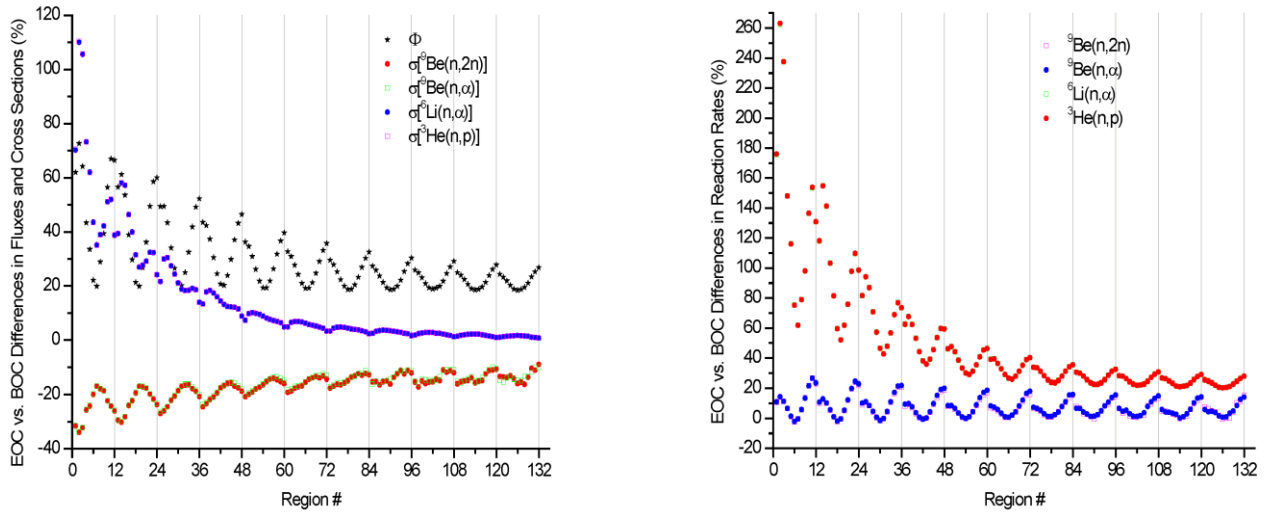 EOC vs. BOC Differences in Fluxes and Cross Sections (%)
120
100
80
60
40
20
0
-20
-40
Φ
σ[⁹Be(n,2n)]
σ[⁹Be(n,α)]
σ[⁶Li(n,α)]
σ[³He(n,p)]
0 12 24 36 48 60 72 84 96 108 120 132
Region #
EOC vs. BOC Differences in Reaction Rates (%)
260
240
220
200
180
160
140
120
100
80
60
40
20
0
-20
⁹Be(n,2n)
⁹Be(n,α)
⁶Li(n,α)
³He(n,p)
0 12 24 36 48 60 72 84 96 108 120 132
Region #